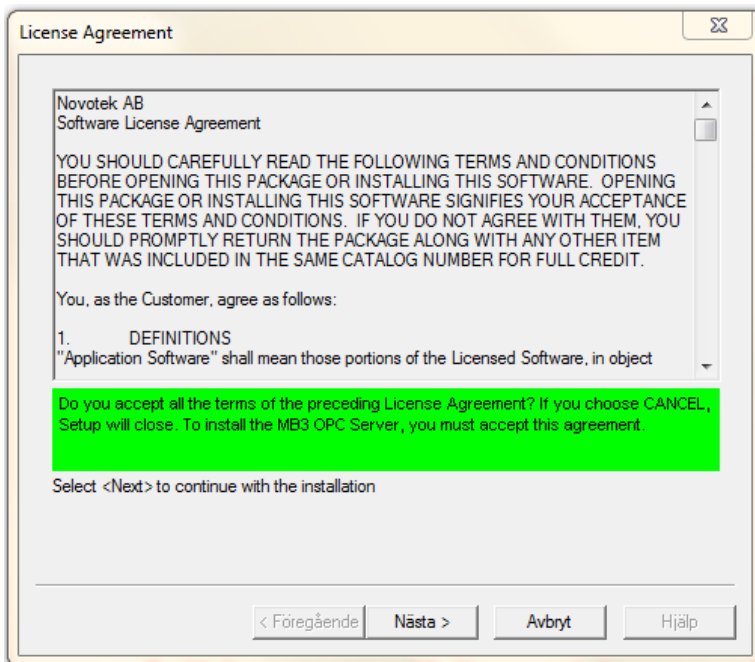 License Agreement
Novotek AB
Software License Agreement
YOU SHOULD CAREFULLY READ THE FOLLOWING TERMS AND CONDITIONS
BEFORE OPENING THIS PACKAGE OR INSTALLING THIS SOFTWARE.  OPENING
THIS PACKAGE OR INSTALLING THIS SOFTWARE SIGNIFIES YOUR ACCEPTANCE
OF THESE TERMS AND CONDITIONS.  IF YOU DO NOT AGREE WITH THEM, YOU
SHOULD PROMPTLY RETURN THE PACKAGE ALONG WITH ANY OTHER ITEM
THAT WAS INCLUDED IN THE SAME CATALOG NUMBER FOR FULL CREDIT.
You, as the Customer, agree as follows:
1. DEFINITIONS
"Application Software" shall mean those portions of the Licensed Software, in object
Do you accept all the terms of the preceding License Agreement? If you choose CANCEL,
Setup will close. To install the MB3 OPC Server, you must accept this agreement.
Select <Next> to continue with the installation
< Föregående Nästa > Avbryt Hjälp